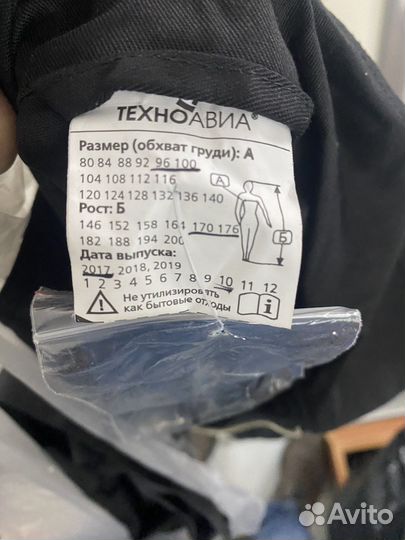 ТЕХНОАВИА®
Размер (обхват груди): А
80 84 88 92 96 100
104 108 112 116
120 124 128 132 136 140
А
Рост: Б
146 152 158 164 170 176
182 188 194 200
Б
Дата выпуска:
2017, 2018, 2019
1 2 3 4 5 6 7 8 9 10 11 12
Не утилизировать
как бытовые отходы
Avito